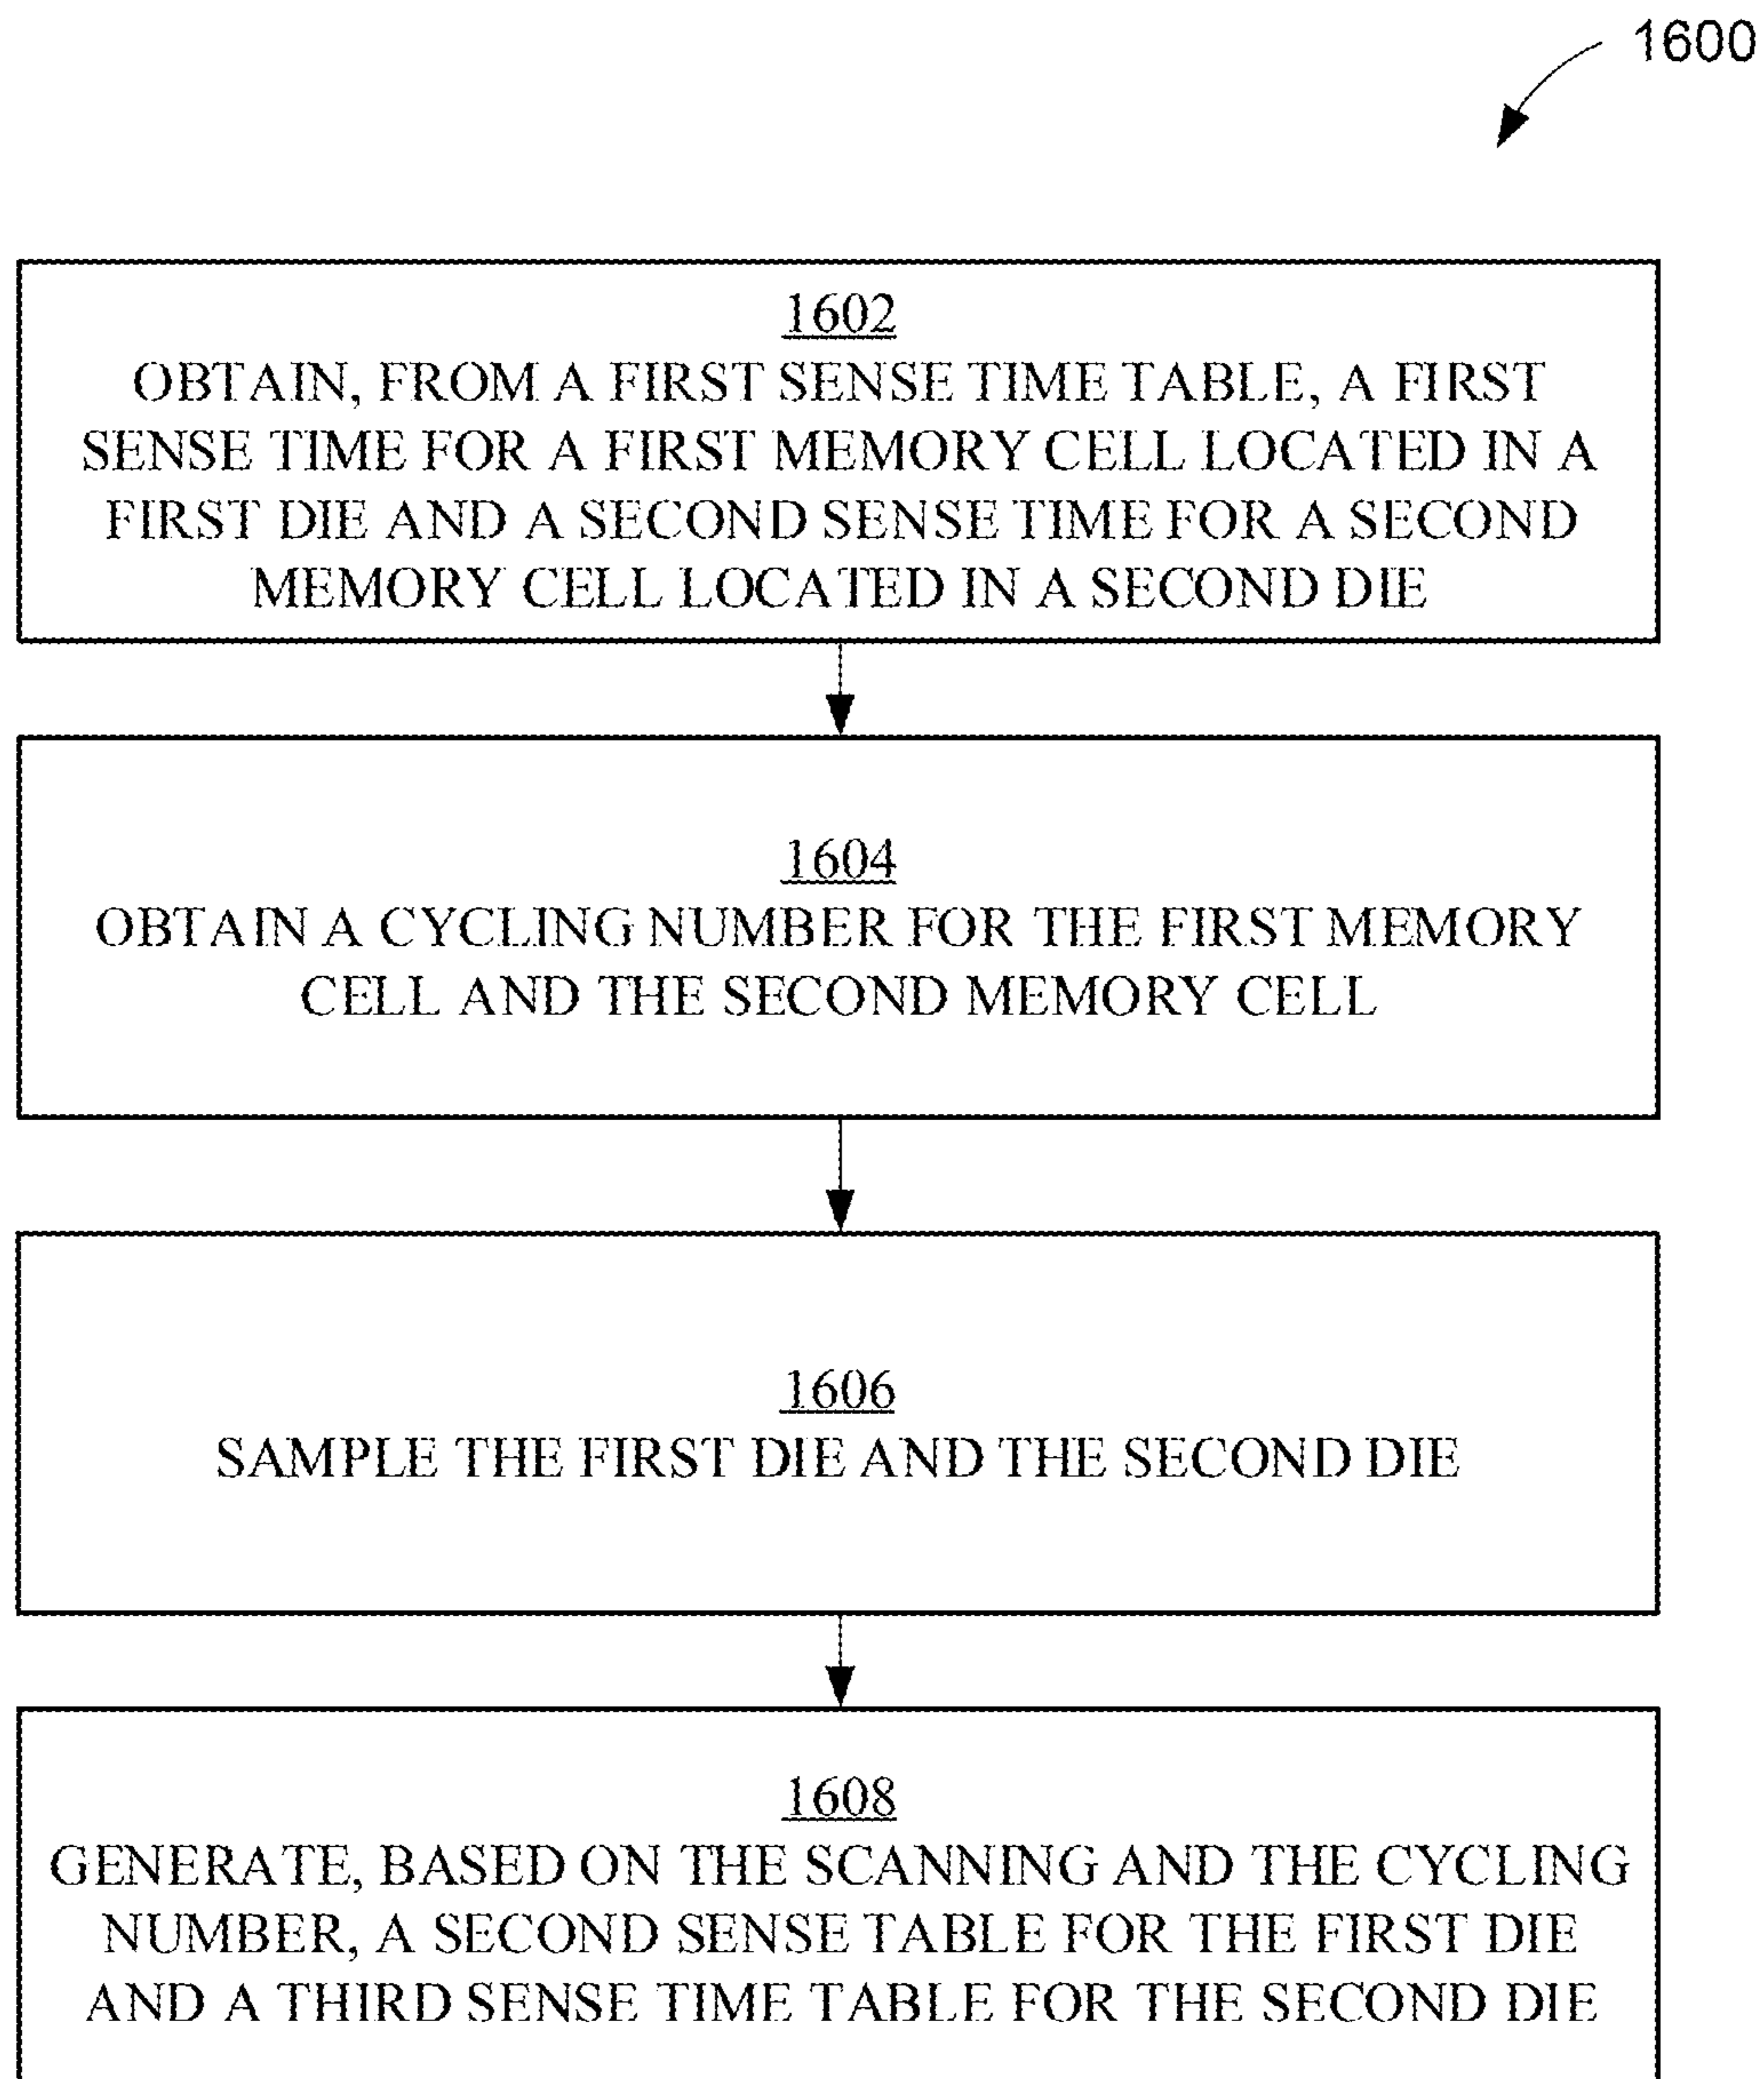 1600
1602
OBTAIN, FROM A FIRST SENSE TIME TABLE, A FIRST
SENSE TIME FOR A FIRST MEMORY CELL LOCATED IN A
FIRST DIE AND A SECOND SENSE TIME FOR A SECOND
MEMORY CELL LOCATED IN A SECOND DIE
1604
OBTAIN A CYCLING NUMBER FOR THE FIRST MEMORY
CELL AND THE SECOND MEMORY CELL
1606
SAMPLE THE FIRST DIE AND THE SECOND DIE
1608
GENERATE, BASED ON THE SCANNING AND THE CYCLING
NUMBER, A SECOND SENSE TABLE FOR THE FIRST DIE
AND A THIRD SENSE TIME TABLE FOR THE SECOND DIE